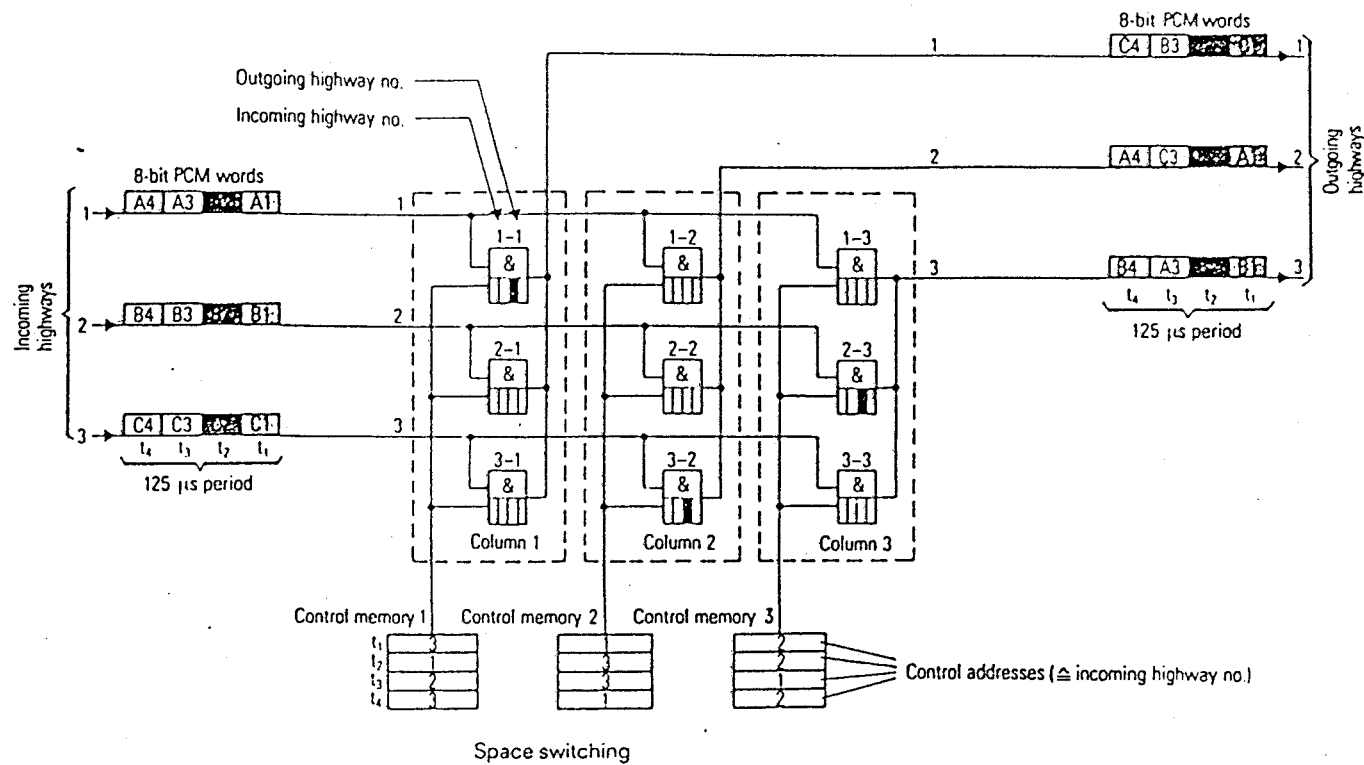 8-bit PCM words
C4 B3
1
1
Outgoing highway no.
Incoming highway no.
2
A4 C3 A1
2
Outgoing
highways
8-bit PCM words
1
A4 A3 A1
1
1-1
&
1-2
&
1-3
&
3
B4 A3 B1
3
t₄ t₃ t₂ t₁
125 µs period
Incoming
highways
2
B4 B3 B1
2
2-1
&
2-2
&
2-3
&
3
C4 C3 C1
3
t₄ t₃ t₂ t₁
125 µs period
3-1
&
3-2
&
3-3
&
Column 1
Column 2
Column 3
Control memory 1
Control memory 2
Control memory 3
t₁ 3
t₂ 1
t₃ 2
t₄ 3
3
3
1
2
2
1
2
Control addresses (≙ incoming highway no.)
Space switching